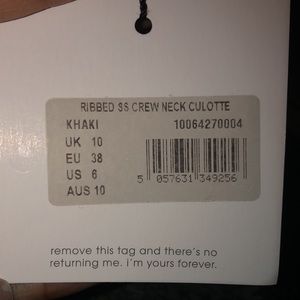 RIBBED SS CREW NECK CULOTTE
KHAKI 10064270004
UK 10
EU 38
US 6
AUS 10
5 057631 349256
remove this tag and there's no
returning me. i'm yours forever.